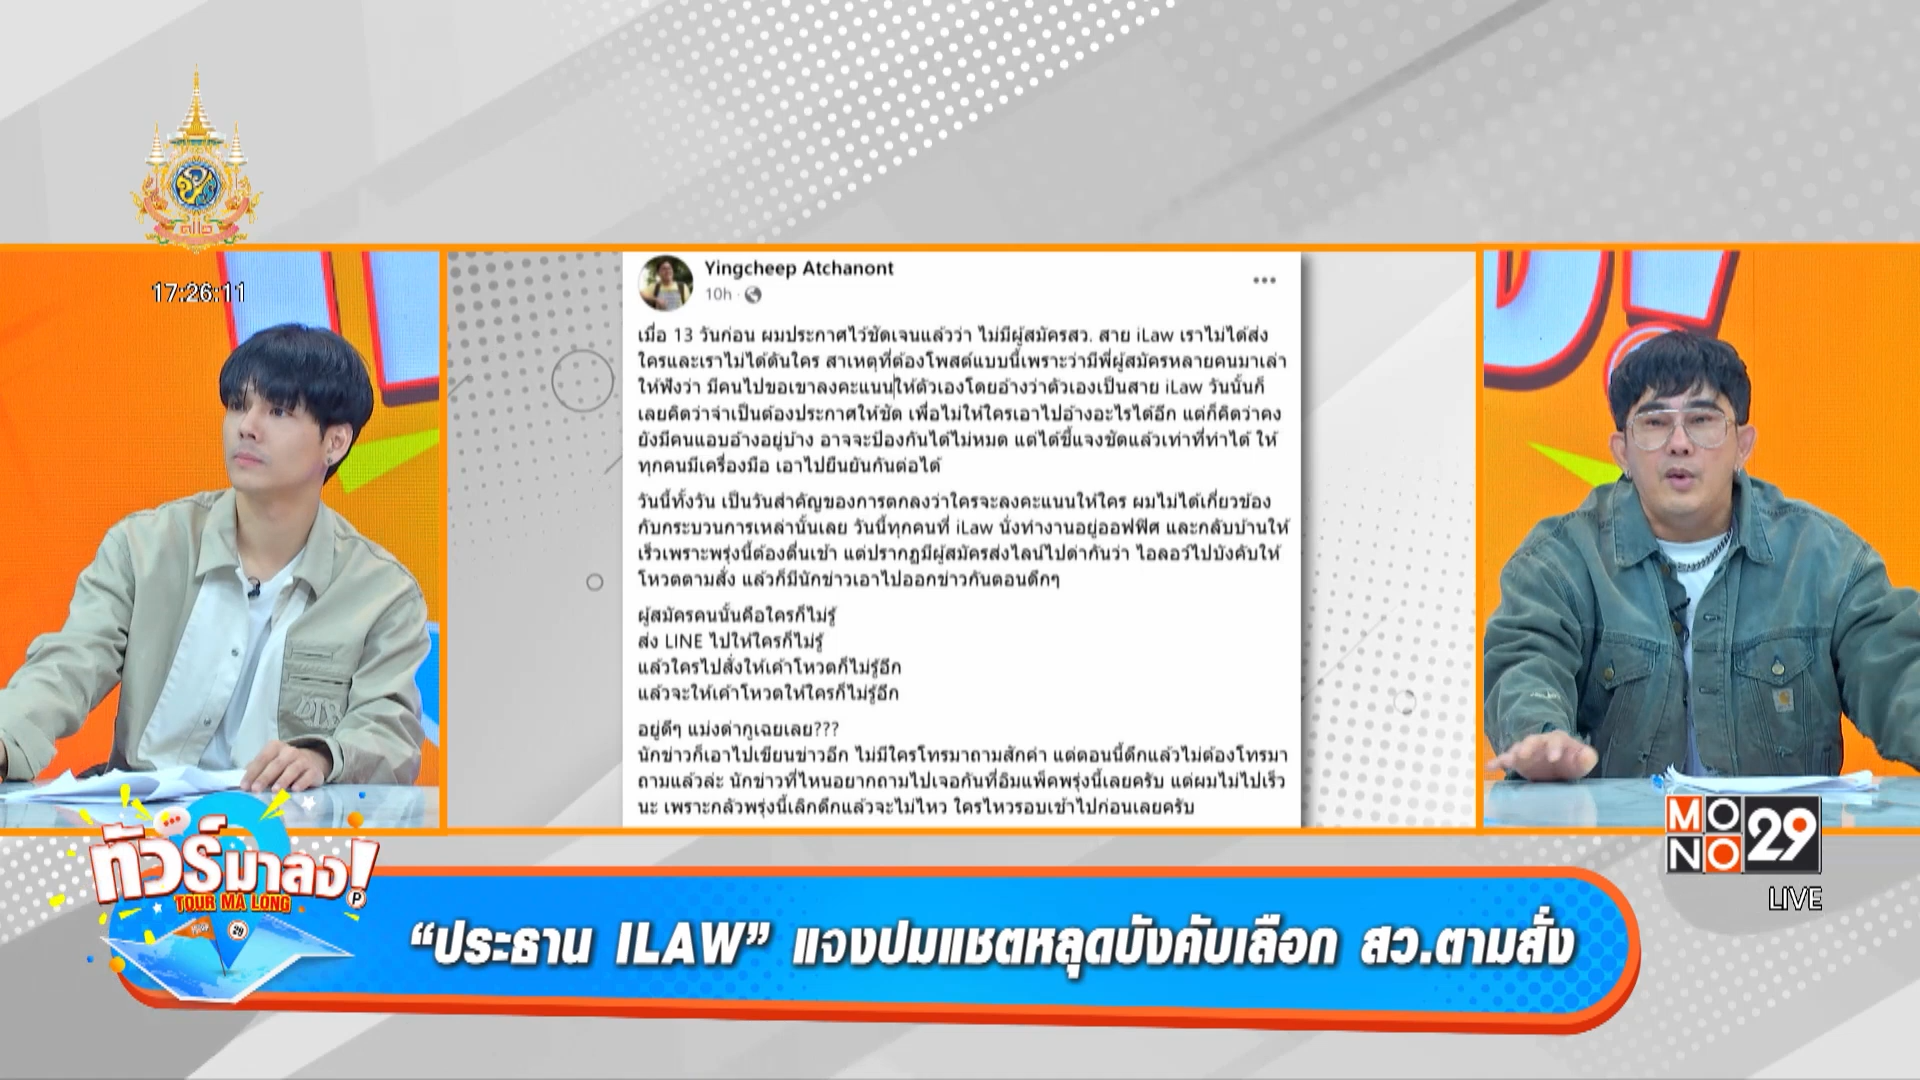 17:26:11
Yingcheep Atchanont
10h
เมื่อ 13 วันก่อน ผมประกาศไว้ชัดเจนแล้วว่า ไม่มีผู้สมัครสว. สาย iLaw เราไม่ได้ส่ง
ใครและเราไม่ได้ดันใคร สาเหตุที่ต้องโพสต์แบบนี้เพราะว่ามีพี่ผู้สมัครหลายคนมาเล่า
ให้ฟังว่า มีคนไปขอเขาลงคะแนนให้ตัวเองโดยอ้างว่าตัวเองเป็นสาย iLaw วันนั้นก็
เลยคิดว่าจำเป็นต้องประกาศให้ชัด เพื่อไม่ให้ใครเอาไปอ้างอะไรได้อีก แต่ก็คิดว่าคง
ยังมีคนแอบอ้างอยู่บ้าง อาจจะป้องกันได้ไม่หมด แต่ได้ชี้แจงชัดแล้วเท่าที่ทำได้ ให้
ทุกคนมีเครื่องมือ เอาไปยืนยันกันต่อได้
วันนี้ทั้งวัน เป็นวันสำคัญของการตกลงว่าใครจะลงคะแนนให้ใคร ผมไม่ได้เกี่ยวข้อง
กับกระบวนการเหล่านั้นเลย วันนี้ทุกคนที่ iLaw นั่งทำงานอยู่ออฟฟิศ และกลับบ้านให้
เร็วเพราะพรุ่งนี้ต้องตื่นเช้า แต่ปรากฏมีผู้สมัครส่งไลน์ไปด่ากันว่า ไอลอว์ไปบังคับให้
โหวตตามสั่ง แล้วก็มีนักข่าวเอาไปออกข่าวกันตอนดึกๆ
ผู้สมัครคนนั้นคือใครก็ไม่รู้
ส่ง LINE ไปให้ใครก็ไม่รู้
แล้วใครไปสั่งให้เค้าโหวตก็ไม่รู้อีก
แล้วจะให้เค้าโหวตให้ใครก็ไม่รู้อีก
อยู่ดีๆ แม่งด่ากูเฉยเลย???
นักข่าวก็เอาไปเขียนข่าวอีก ไม่มีใครโทรมาถามสักคำ แต่ตอนนี้ดึกแล้วไม่ต้องโทรมา
ถามแล้วล่ะ นักข่าวที่ไหนอยากถามไปเจอกันที่อิมแพ็คพรุ่งนี้เลยครับ แต่ผมไม่ไปเร็ว
นะ เพราะกลัวพรุ่งนี้เลิกดึกแล้วจะไม่ไหว ใครไหวรอบเช้าไปก่อนเลยครับ
MONO 29
LIVE
ทัวร์มาลง!
TOUR MA LONG
P
29
“ประธาน ILAW” แจงปมแชตหลุดบังคับเลือก สว.ตามสั่ง